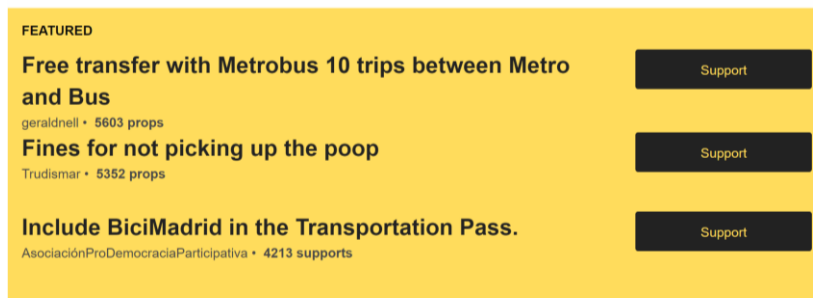 FEATURED
Free transfer with Metrobus 10 trips between Metro
and Bus
Support
geraldnell • 5603 props
Fines for not picking up the poop
Support
Trudismar • 5352 props
Include BiciMadrid in the Transportation Pass.
Support
AsociaciónProDemocraciaParticipativa • 4213 supports